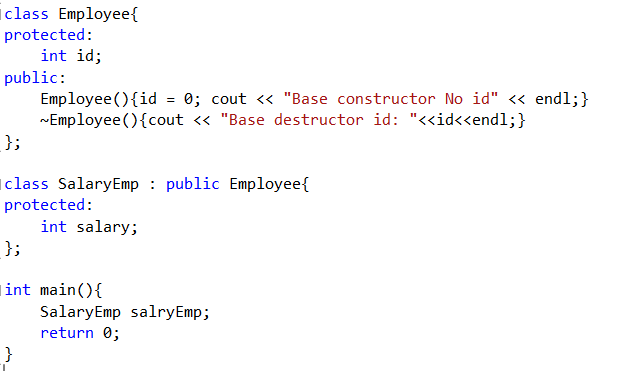 class Employee{
protected:
    int id;
public:
    Employee(){id = 0; cout << "Base constructor No id" << endl;}
    ~Employee(){cout << "Base destructor id: "<<id<<endl;}
};

class SalaryEmp : public Employee{
protected:
    int salary;
};

int main(){
    SalaryEmp salryEmp;
    return 0;
}